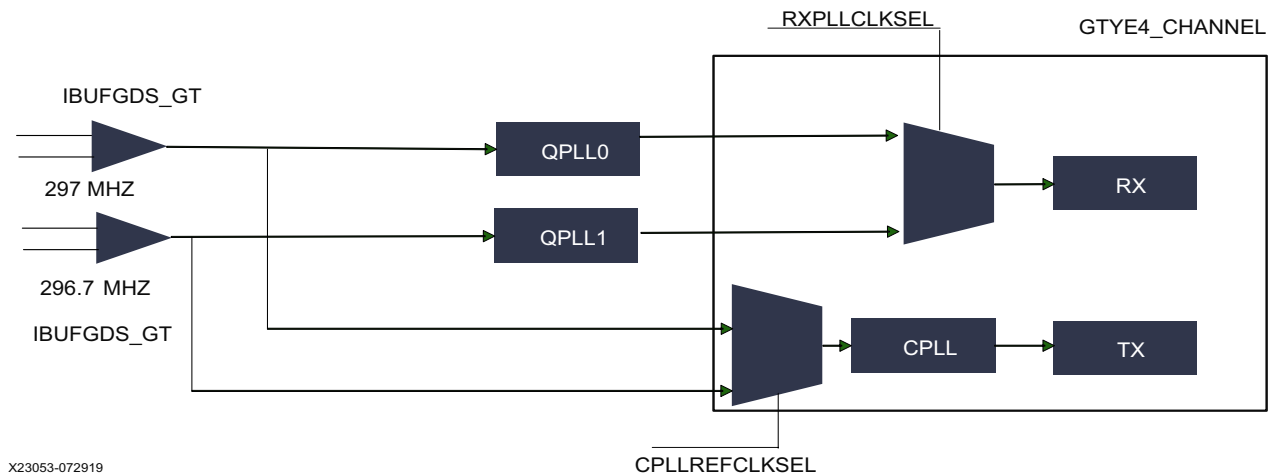 RXPLLCLKSEL
GTYE4_CHANNEL
IBUFGDS_GT
QPLL0
297 MHZ
RX
QPLL1
296.7 MHZ
IBUFGDS_GT
CPLL
TX
CPLLREFCLKSEL
X23053-072919